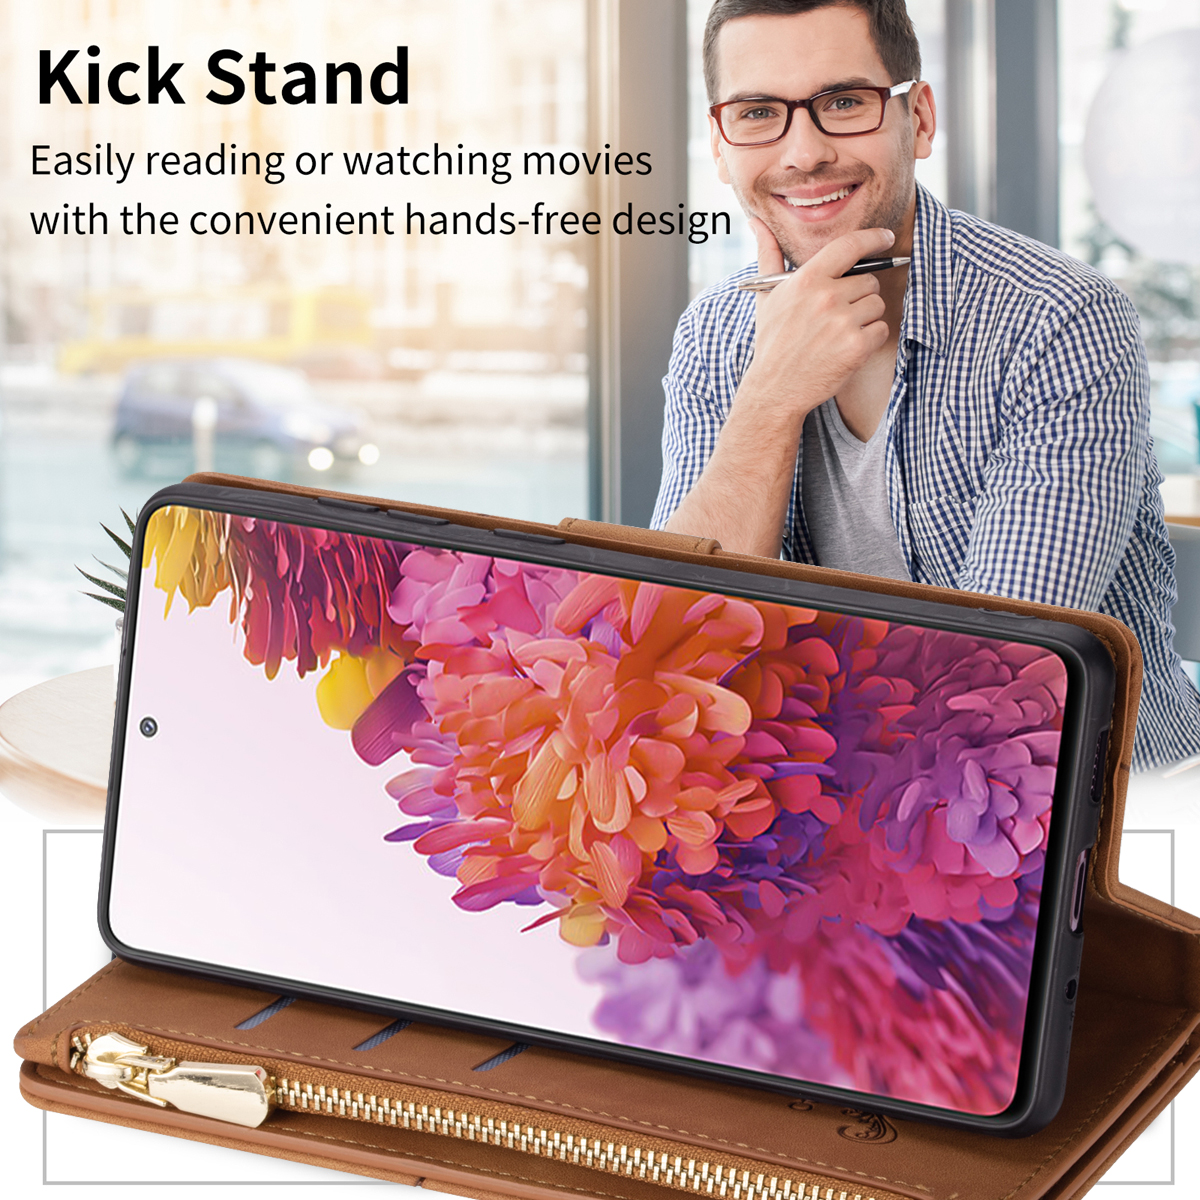 Kick Stand
Easily reading or watching movies
with the convenient hands-free design